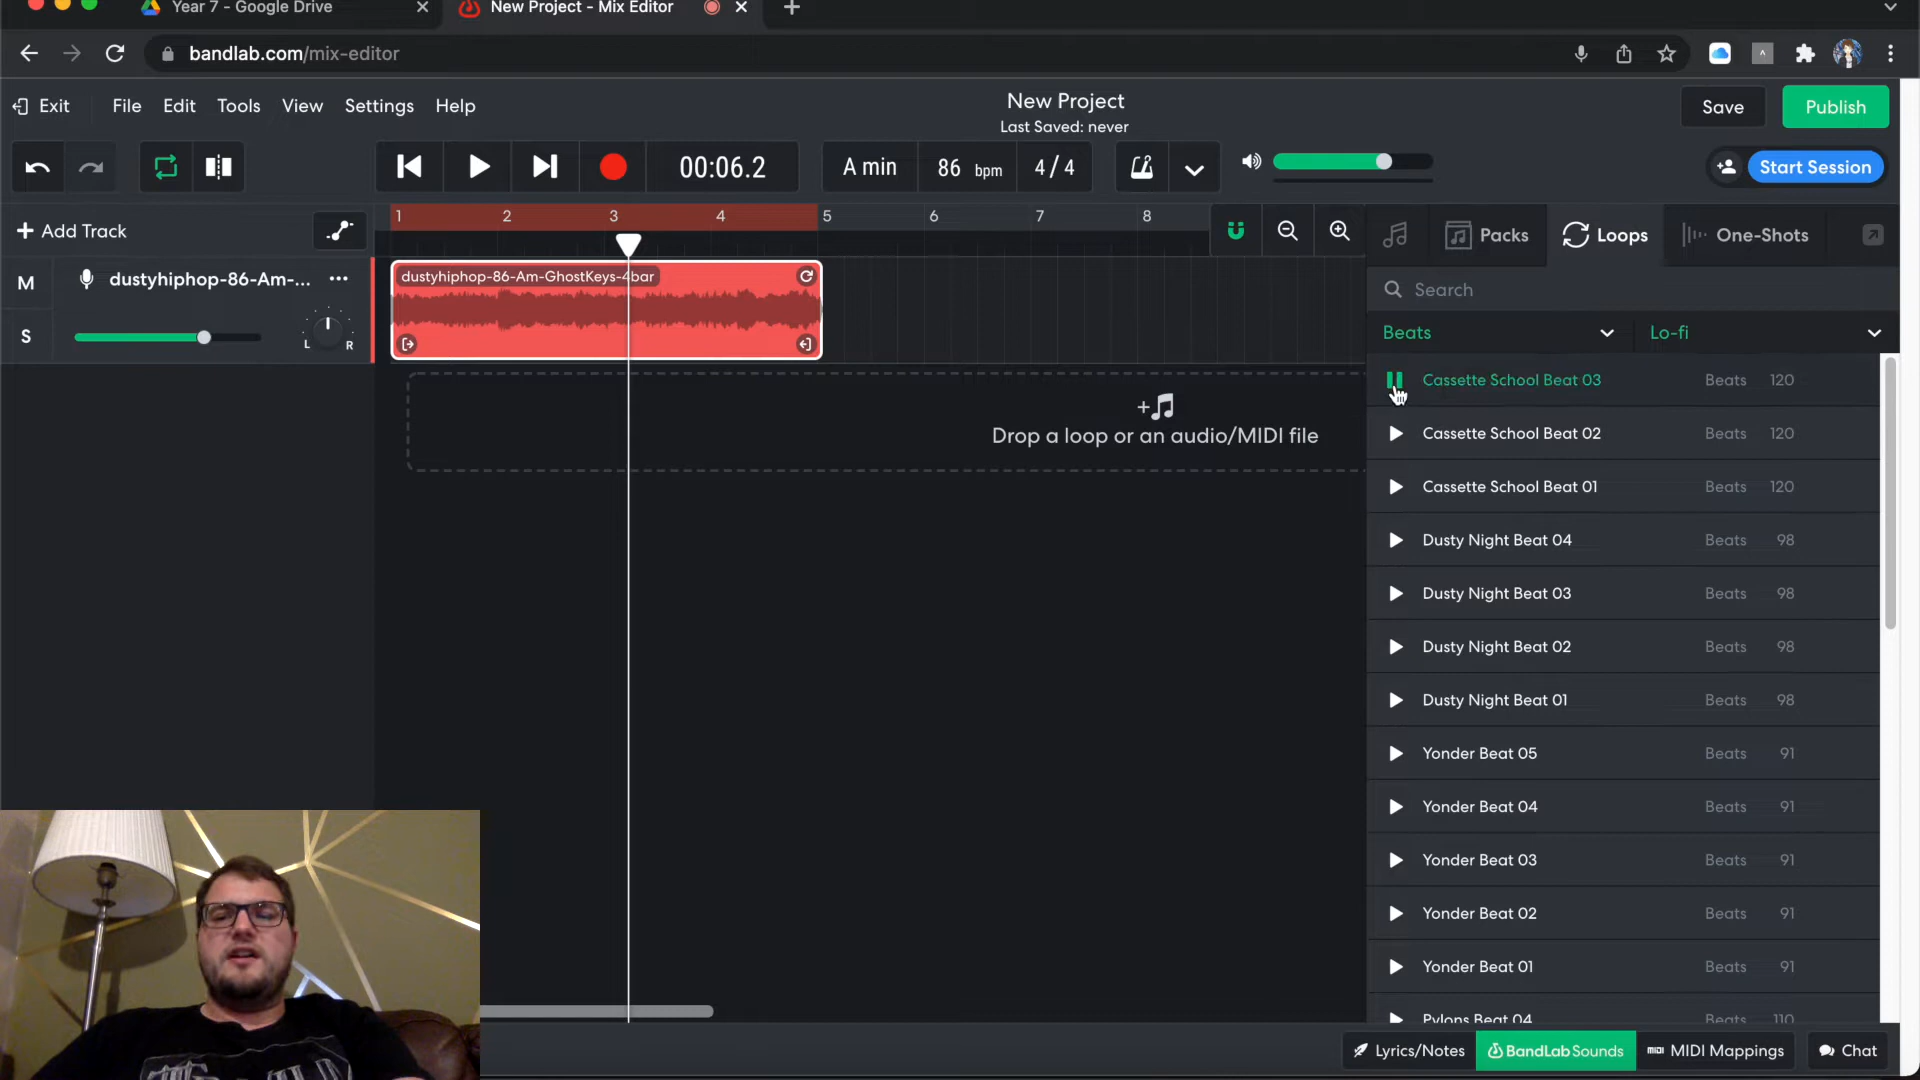 Year 7 - Google Drive
New Project - Mix Editor
bandlab.com/mix-editor
Exit
File
Edit
Tools
View
Settings
Help
New Project
Last Saved: never
Save
Publish
00:06.2
A min
86 bpm
4/4
Start Session
+ Add Track
1 2 3 4 5 6 7 8
Packs
Loops
One-Shots
M
dustyhiphop-86-Am-...
S
L R
dustyhiphop-86-Am-GhostKeys-4bar
Drop a loop or an audio/MIDI file
Search
Beats
Lo-fi
Cassette School Beat 03 Beats 120
Cassette School Beat 02 Beats 120
Cassette School Beat 01 Beats 120
Dusty Night Beat 04 Beats 98
Dusty Night Beat 03 Beats 98
Dusty Night Beat 02 Beats 98
Dusty Night Beat 01 Beats 98
Yonder Beat 05 Beats 91
Yonder Beat 04 Beats 91
Yonder Beat 03 Beats 91
Yonder Beat 02 Beats 91
Yonder Beat 01 Beats 91
Pylons Beat 04 Beats 110
Lyrics/Notes
BandLab Sounds
MIDI Mappings
Chat